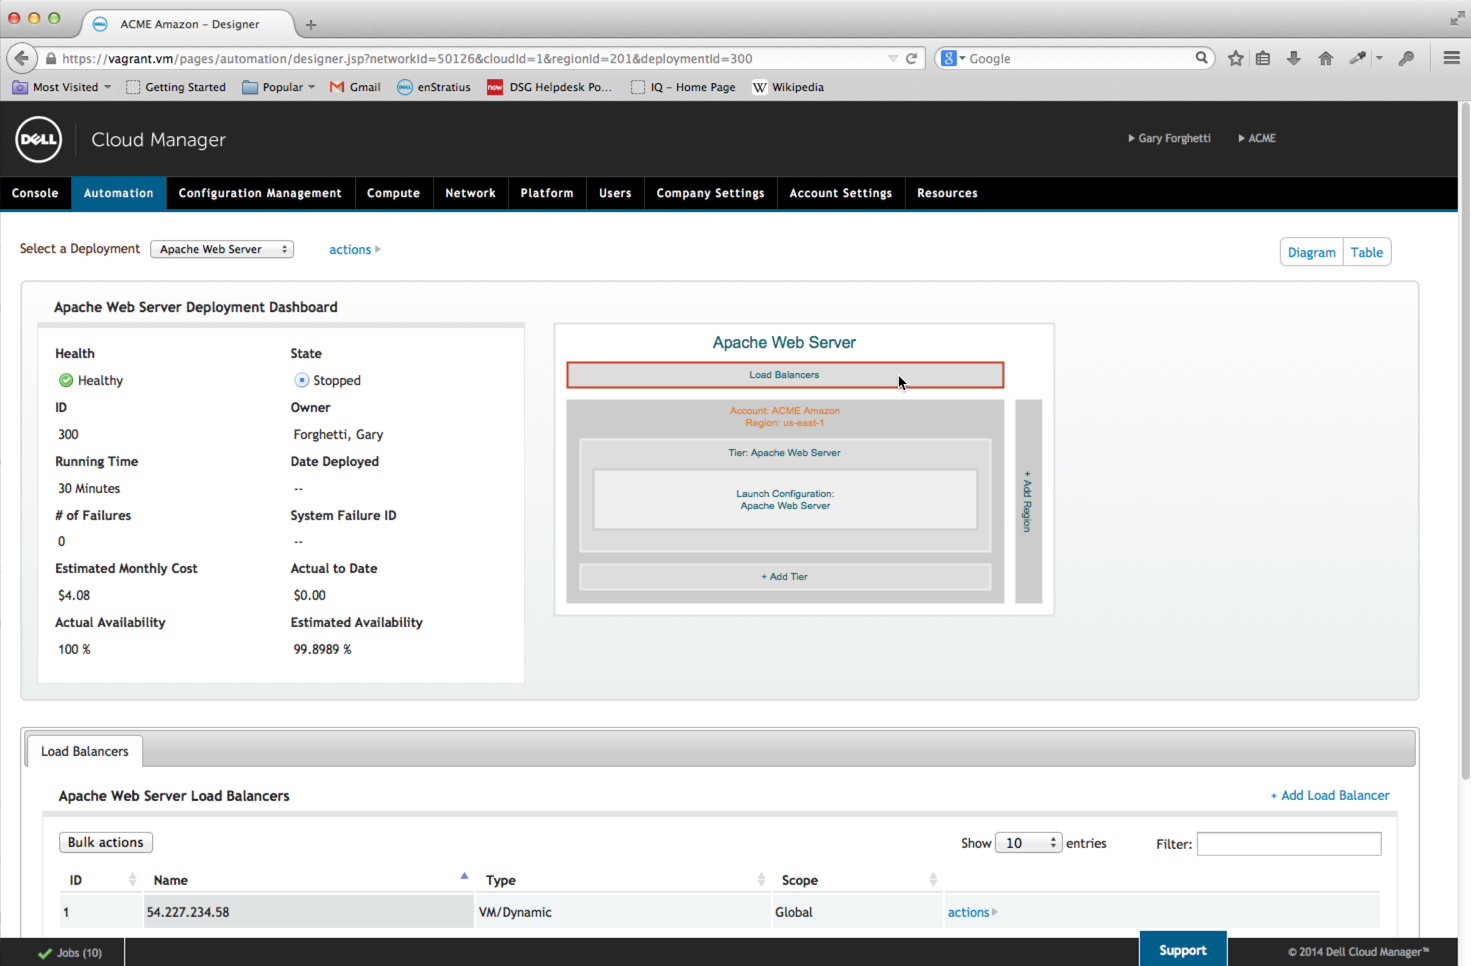 ACME Amazon – Designer
https://vagrant.vm/pages/automation/designer.jsp?networkId=50126&cloudId=1&regionId=201&deploymentId=300
Google
Most Visited
Getting Started
Popular
Gmail
enStratius
DSG Helpdesk Po...
IQ – Home Page
Wikipedia
DELL
Cloud Manager
Gary Forghetti
ACME
Console
Automation
Configuration Management
Compute
Network
Platform
Users
Company Settings
Account Settings
Resources
Select a Deployment
Apache Web Server
actions
Diagram
Table
Apache Web Server Deployment Dashboard
Health
State
Healthy
Stopped
ID
Owner
300
Forghetti, Gary
Running Time
Date Deployed
30 Minutes
--
# of Failures
System Failure ID
0
--
Estimated Monthly Cost
Actual to Date
$4.08
$0.00
Actual Availability
Estimated Availability
100 %
99.8989 %
Apache Web Server
Load Balancers
Account: ACME Amazon
Region: us-east-1
Tier: Apache Web Server
Launch Configuration:
Apache Web Server
+ Add Tier
+ Add Region
Load Balancers
Apache Web Server Load Balancers
+ Add Load Balancer
Bulk actions
Show 10 entries
Filter:
ID
Name
Type
Scope
1
54.227.234.58
VM/Dynamic
Global
actions
Jobs (10)
Support
© 2014 Dell Cloud Manager™